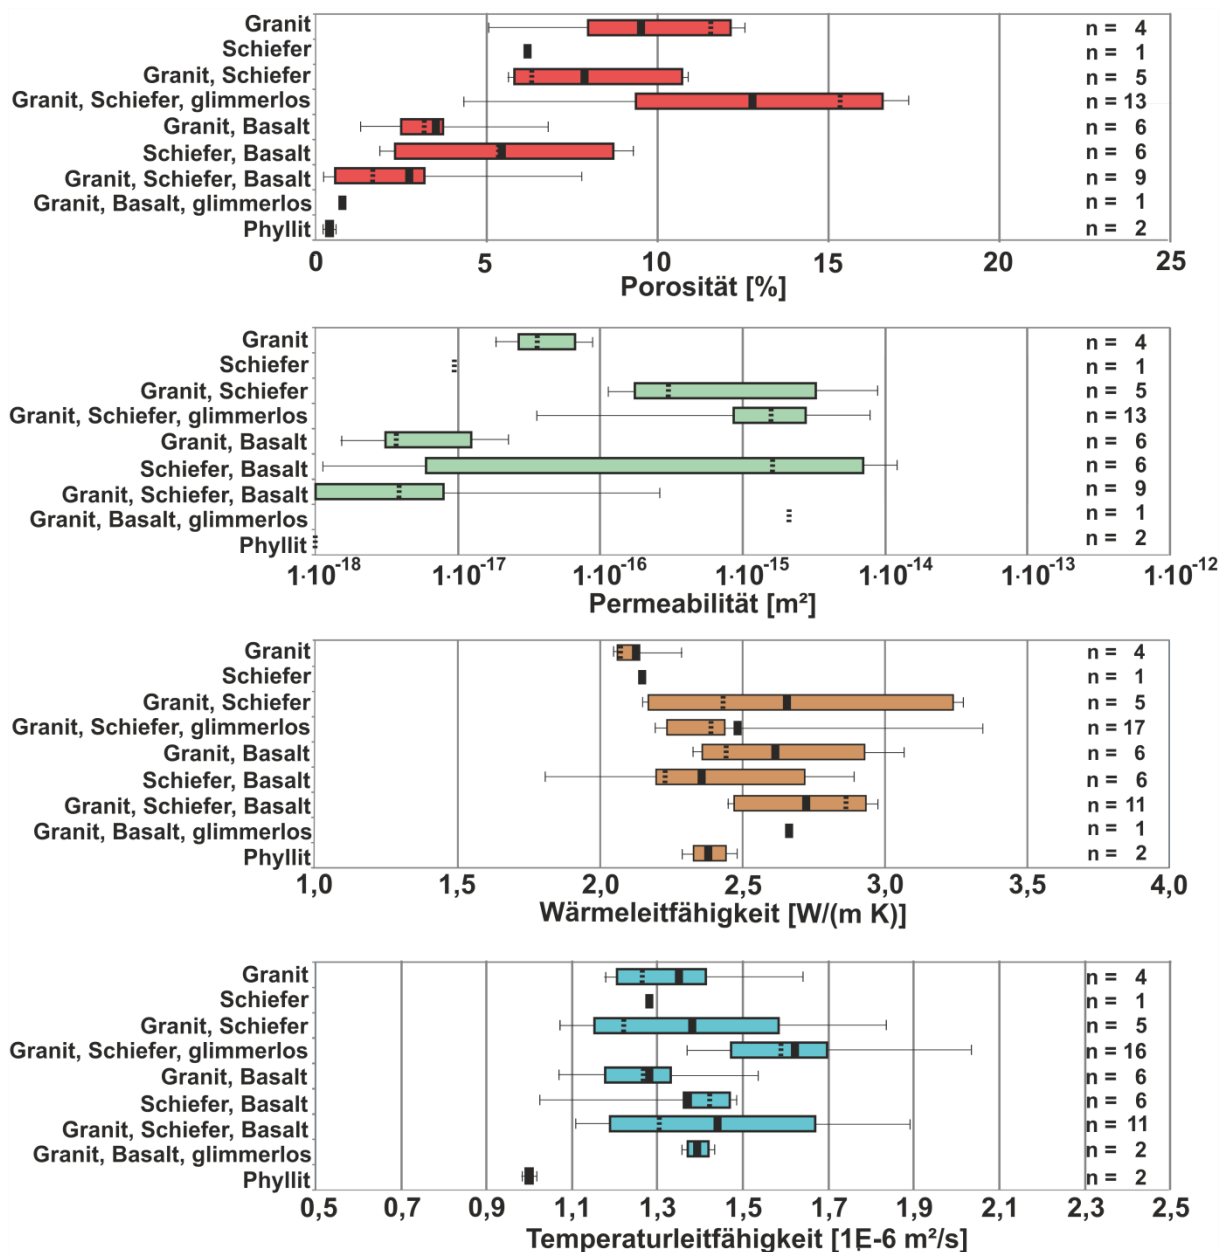 Granit n = 4
Schiefer n = 1
Granit, Schiefer n = 5
Granit, Schiefer, glimmerlos n = 13
Granit, Basalt n = 6
Schiefer, Basalt n = 6
Granit, Schiefer, Basalt n = 9
Granit, Basalt, glimmerlos n = 1
Phyllit n = 2
0 5 10 15 20 25
Porosität [%]
Granit n = 4
Schiefer n = 1
Granit, Schiefer n = 5
Granit, Schiefer, glimmerlos n = 13
Granit, Basalt n = 6
Schiefer, Basalt n = 6
Granit, Schiefer, Basalt n = 9
Granit, Basalt, glimmerlos n = 1
Phyllit n = 2
1·10⁻¹⁸ 1·10⁻¹⁷ 1·10⁻¹⁶ 1·10⁻¹⁵ 1·10⁻¹⁴ 1·10⁻¹³ 1·10⁻¹²
Permeabilität [m²]
Granit n = 4
Schiefer n = 1
Granit, Schiefer n = 5
Granit, Schiefer, glimmerlos n = 17
Granit, Basalt n = 6
Schiefer, Basalt n = 6
Granit, Schiefer, Basalt n = 11
Granit, Basalt, glimmerlos n = 1
Phyllit n = 2
1,0 1,5 2,0 2,5 3,0 3,5 4,0
Wärmeleitfähigkeit [W/(m K)]
Granit n = 4
Schiefer n = 1
Granit, Schiefer n = 5
Granit, Schiefer, glimmerlos n = 16
Granit, Basalt n = 6
Schiefer, Basalt n = 6
Granit, Schiefer, Basalt n = 11
Granit, Basalt, glimmerlos n = 2
Phyllit n = 2
0,5 0,7 0,9 1,1 1,3 1,5 1,7 1,9 2,1 2,3 2,5
Temperaturleitfähigkeit [1E-6 m²/s]